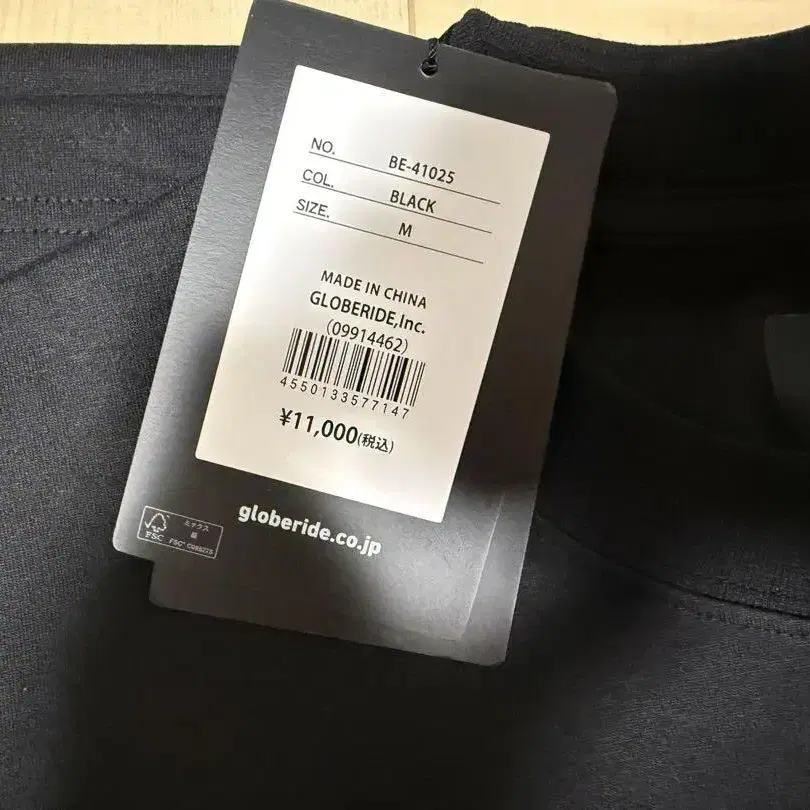 NO. BE-41025
COL. BLACK
SIZE. M
MADE IN CHINA
GLOBERIDE,Inc.
(09914462)
4550133577147
¥11,000(税込)
globeride.co.jp
ミックス
紙
FSC